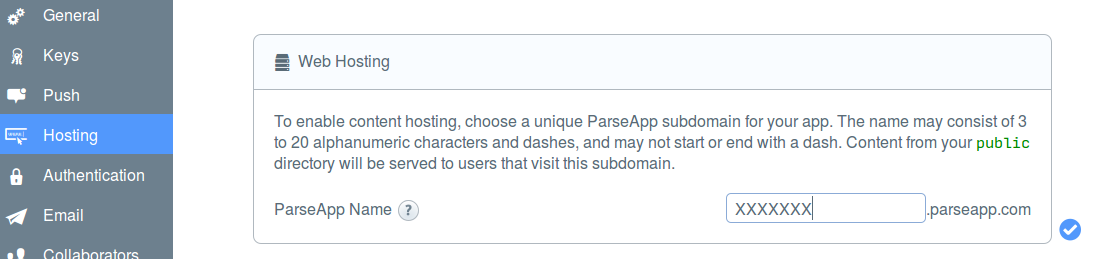 General
Keys
Push
Hosting
Authentication
Email
Collaborators
Web Hosting
To enable content hosting, choose a unique ParseApp subdomain for your app. The name may consist of 3
to 20 alphanumeric characters and dashes, and may not start or end with a dash. Content from your public
directory will be served to users that visit this subdomain.
ParseApp Name ? XXXXXXX .parseapp.com